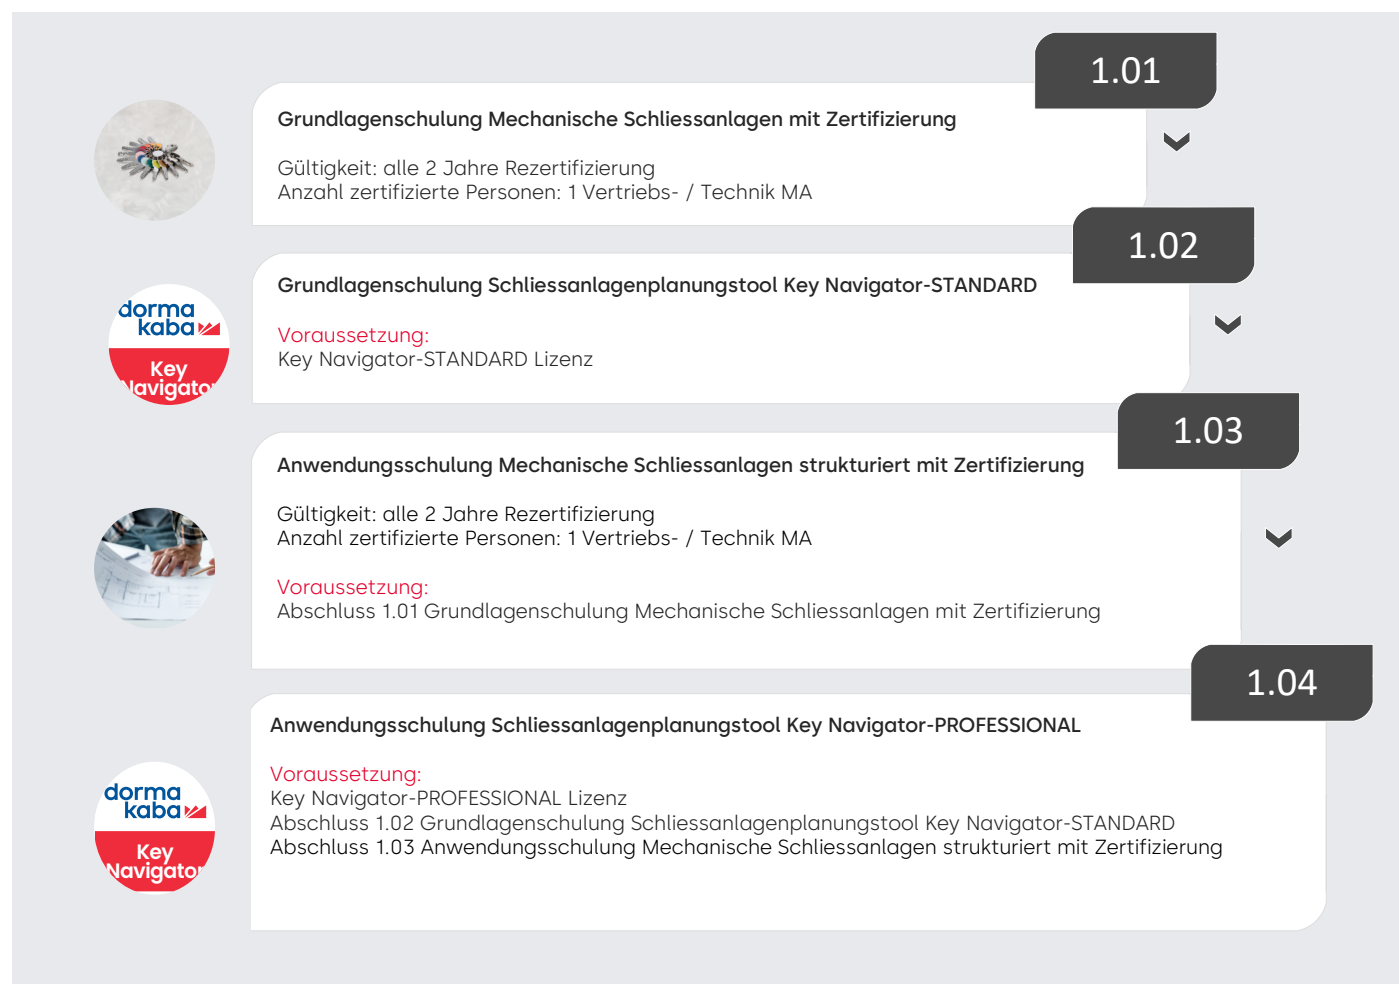 1.01
Grundlagenschulung Mechanische Schliessanlagen mit Zertifizierung
Gültigkeit: alle 2 Jahre Rezertifizierung
Anzahl zertifizierte Personen: 1 Vertriebs- / Technik MA
1.02
Grundlagenschulung Schliessanlagenplanungstool Key Navigator-STANDARD
Voraussetzung:
Key Navigator-STANDARD Lizenz
dorma
kaba
Key
Navigator
1.03
Anwendungsschulung Mechanische Schliessanlagen strukturiert mit Zertifizierung
Gültigkeit: alle 2 Jahre Rezertifizierung
Anzahl zertifizierte Personen: 1 Vertriebs- / Technik MA
Voraussetzung:
Abschluss 1.01 Grundlagenschulung Mechanische Schliessanlagen mit Zertifizierung
1.04
Anwendungsschulung Schliessanlagenplanungstool Key Navigator-PROFESSIONAL
Voraussetzung:
Key Navigator-PROFESSIONAL Lizenz
Abschluss 1.02 Grundlagenschulung Schliessanlagenplanungstool Key Navigator-STANDARD
Abschluss 1.03 Anwendungsschulung Mechanische Schliessanlagen strukturiert mit Zertifizierung
dorma
kaba
Key
Navigato